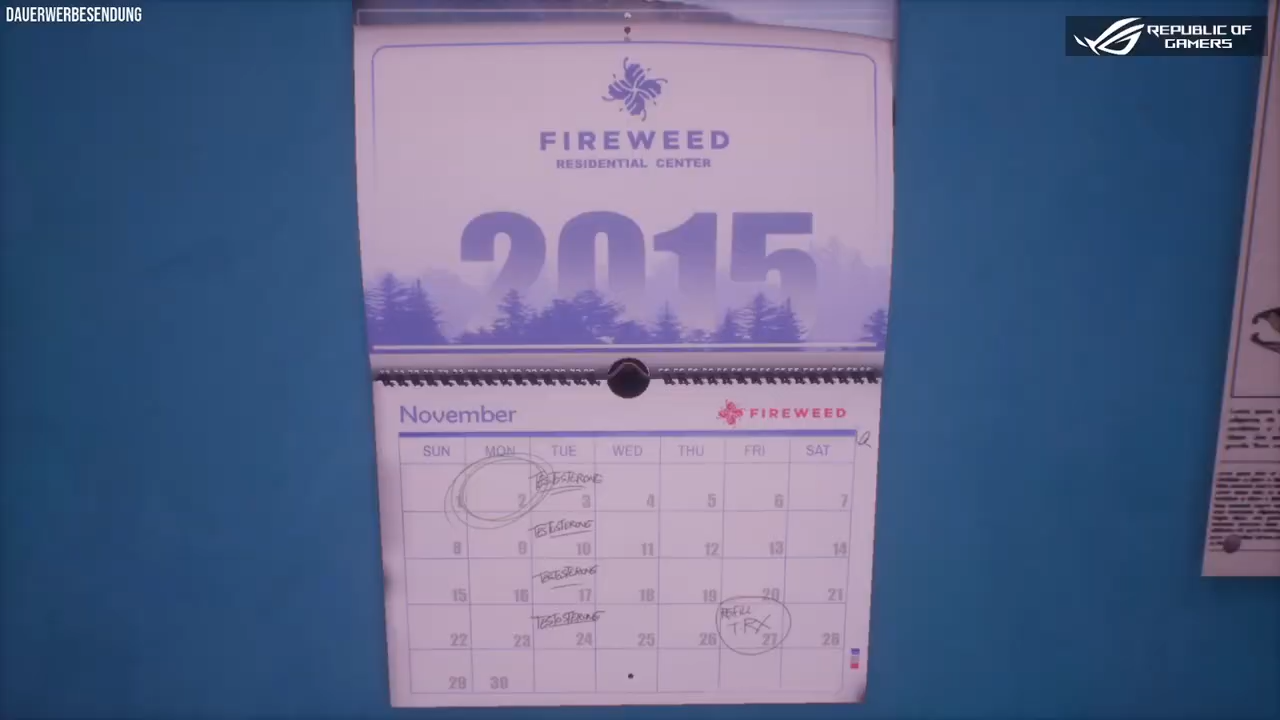 DAUERWERBESENDUNG
REPUBLIC OF
GAMERS
FIREWEED
RESIDENTIAL CENTER
2015
November
FIREWEED
SUN MON TUE WED THU FRI SAT
TESTOSTERONE
1 2 3 4 5 6 7
TESTOSTERONE
8 9 10 11 12 13 14
TESTOSTERONE
15 16 17 18 19 20 21
TESTOSTERONE
REFILL
TRX
22 23 24 25 26 27 28
29 30